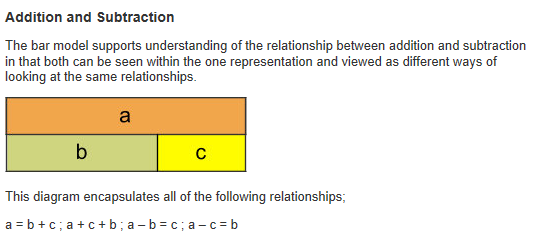 Addition and Subtraction
The bar model supports understanding of the relationship between addition and subtraction
in that both can be seen within the one representation and viewed as different ways of
looking at the same relationships.
a
b c
This diagram encapsulates all of the following relationships;
a = b + c ; a + c + b ; a – b = c ; a – c = b